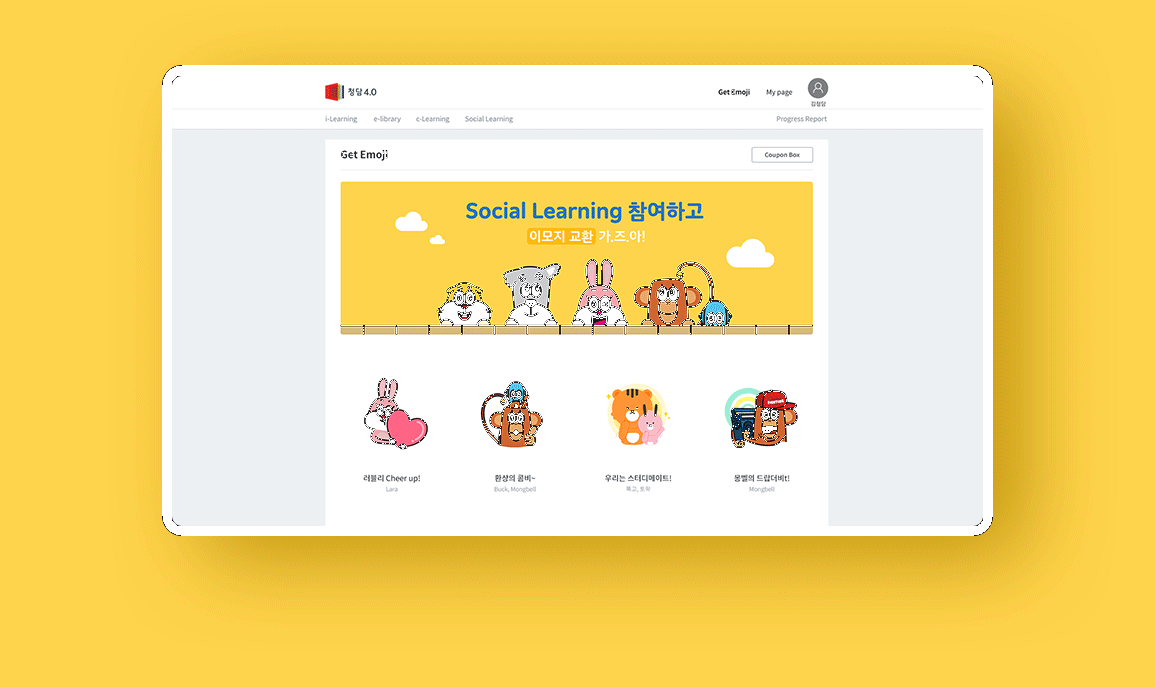 청담 4.0
Get Emoji My page
김청담
i-Learning e-library c-Learning Social Learning Progress Report
Get Emoji Coupon Box
Social Learning 참여하고
이모지 교환 가.즈.아!
러블리 Cheer up! 환상의 콤비~ 우리는 스터디메이트! 몽벨의 드랍더비트!
Lara Buck, Mongbell 톡고, 토릭 Mongbell